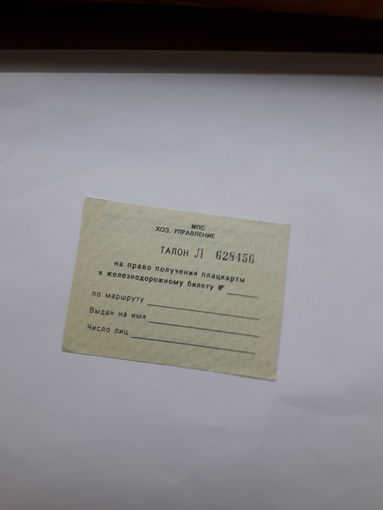 МПС
ХОЗ. УПРАВЛЕНИЕ
ТАЛОН Л 628456
на право получения плацкарты
к железнодорожному билету №
по маршруту
Выдан на имя
Число лиц